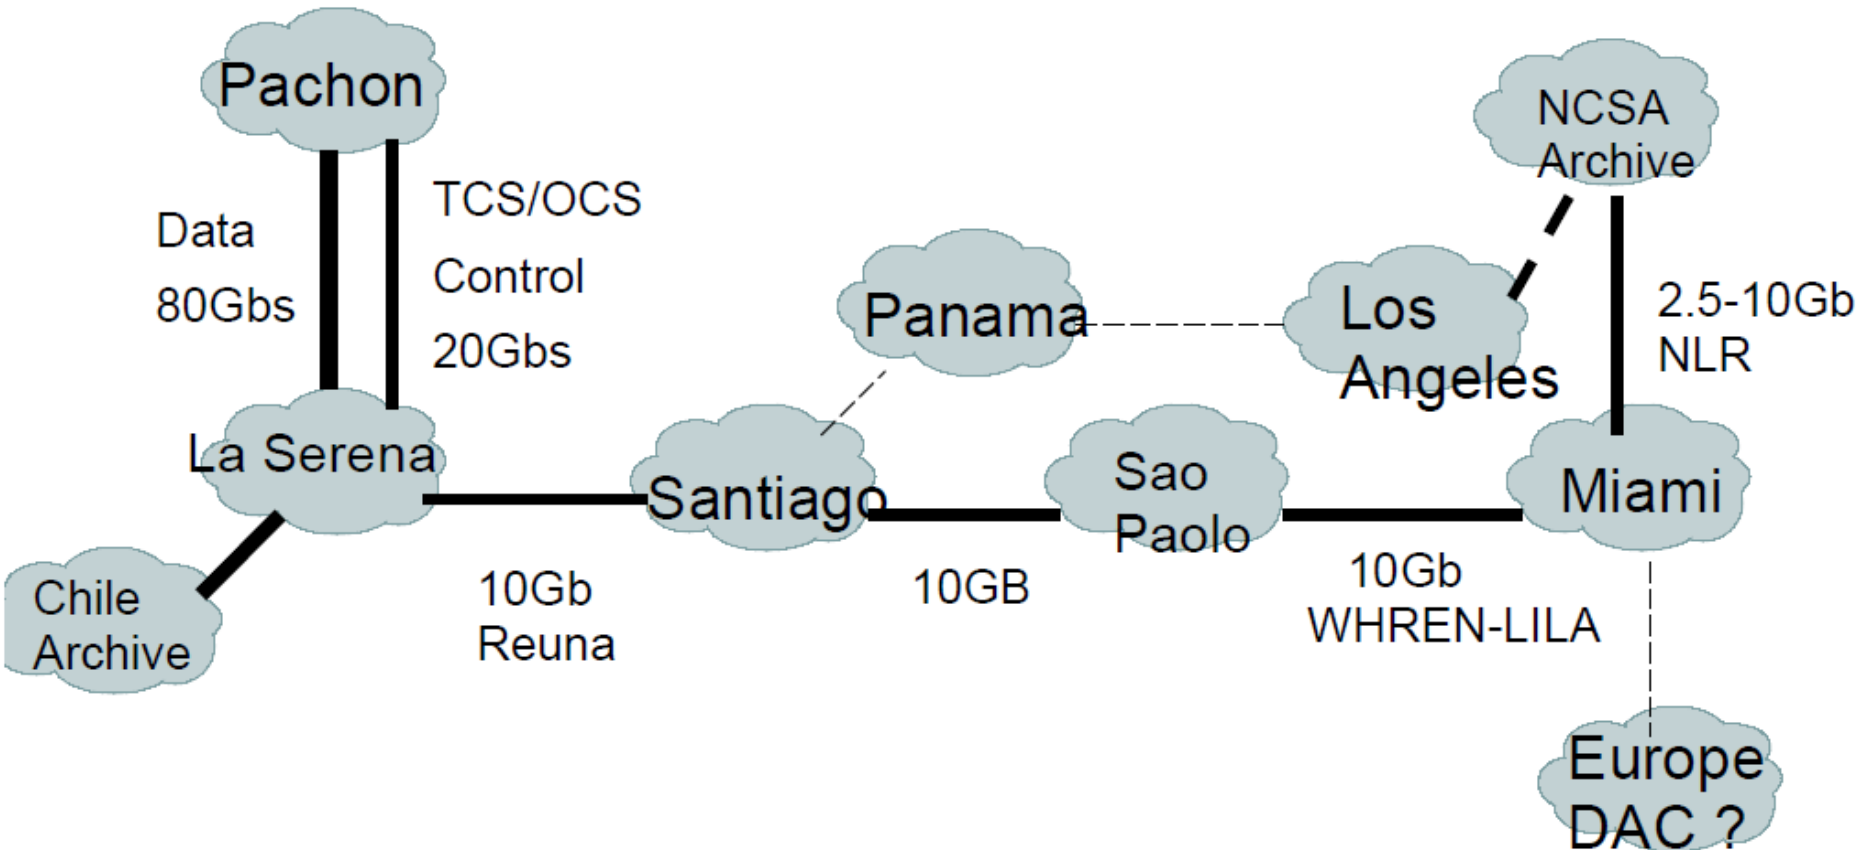 Pachon
NCSA
Archive
Data
80Gbs
TCS/OCS
Control
20Gbs
Panama
Los
Angeles
2.5-10Gb
NLR
La Serena
Santiago
Sao
Paolo
Miami
Chile
Archive
10Gb
Reuna
10GB
10Gb
WHREN-LILA
Europe
DAC ?